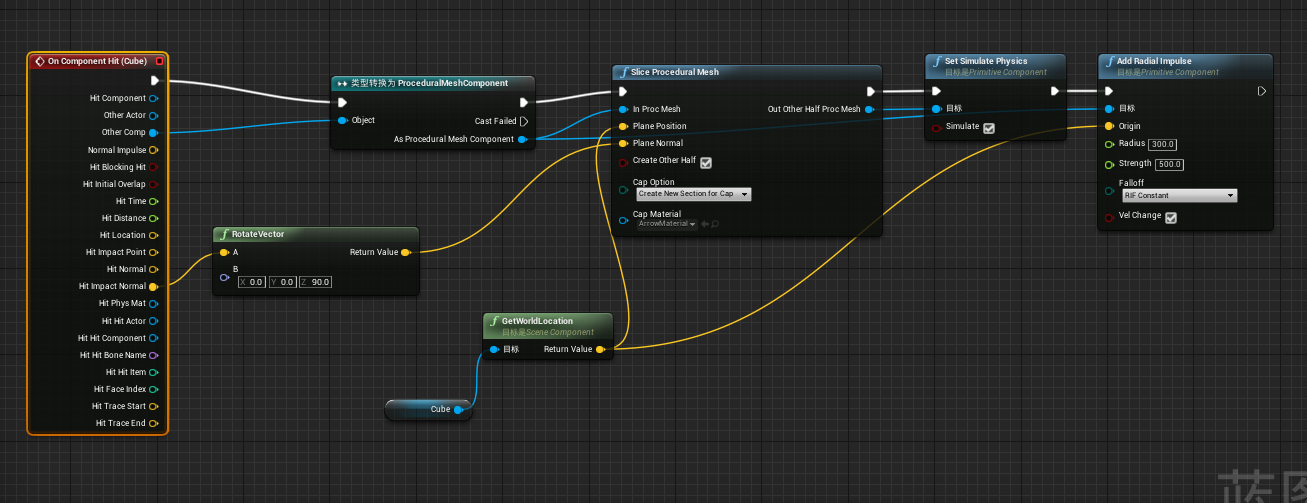 On Component Hit (Cube)
Hit Component
Other Actor
Other Comp
Normal Impulse
Hit Blocking Hit
Hit Initial Overlap
Hit Time
Hit Distance
Hit Location
Hit Impact Point
Hit Normal
Hit Impact Normal
Hit Phys Mat
Hit Hit Actor
Hit Hit Component
Hit Hit Bone Name
Hit Hit Item
Hit Face Index
Hit Trace Start
Hit Trace End
RotateVector
A Return Value
B
X 0.0 Y 0.0 Z 90.0
类型转换为 ProceduralMeshComponent
Object Cast Failed
As Procedural Mesh Component
GetWorldLocation
目标是Scene Component
目标 Return Value
Cube
Slice Procedural Mesh
In Proc Mesh Out Other Half Proc Mesh
Plane Position
Plane Normal
Create Other Half
Cap Option
Create New Section for Cap
Cap Material
ArrowMaterial
Set Simulate Physics
目标是Primitive Component
目标
Simulate
Add Radial Impulse
目标是Primitive Component
目标
Origin
Radius 300.0
Strength 500.0
Falloff
RIF Constant
Vel Change
蓝图